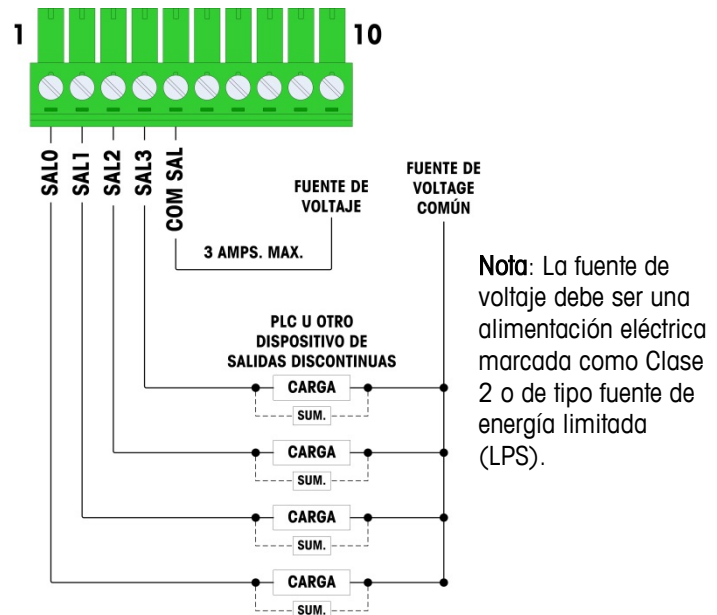 1
10
SAL0
SAL1
SAL2
SAL3
COM SAL
FUENTE DE
VOLTAJE
FUENTE DE
VOLTAGE
COMÚN
3 AMPS. MAX.
Nota: La fuente de
voltaje debe ser una
alimentación eléctrica
marcada como Clase
2 o de tipo fuente de
energía limitada
(LPS).
PLC U OTRO
DISPOSITIVO DE
SALIDAS DISCONTINUAS
CARGA
SUM.
CARGA
SUM.
CARGA
SUM.
CARGA
SUM.